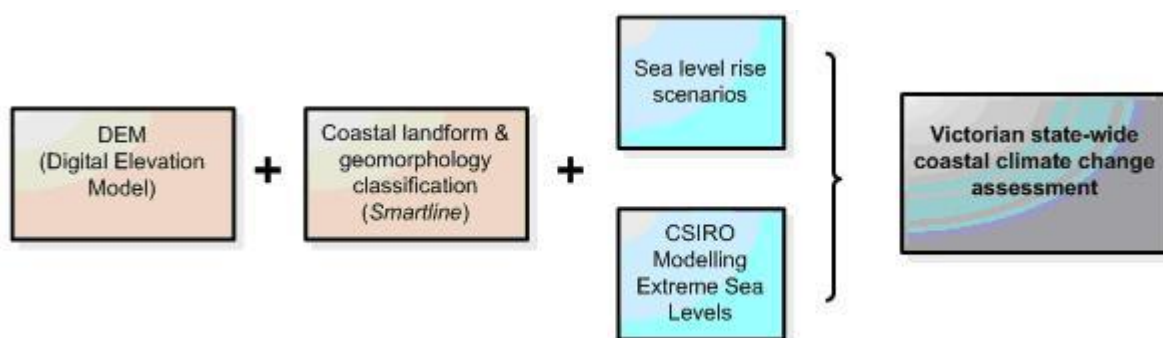 DEM
(Digital Elevation
Model)
+
Coastal landform &
geomorphology
classification
(Smartline)
+
Sea level rise
scenarios
CSIRO
Modelling
Extreme Sea
Levels
}
Victorian state-wide
coastal climate change
assessment